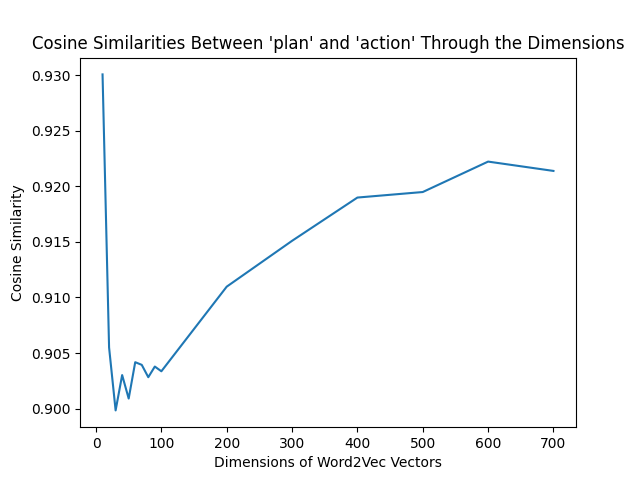 Cosine Similarities Between 'plan' and 'action' Through the Dimensions
0.930
0.925
0.920
0.915
0.910
0.905
0.900
Cosine Similarity
0 100 200 300 400 500 600 700
Dimensions of Word2Vec Vectors